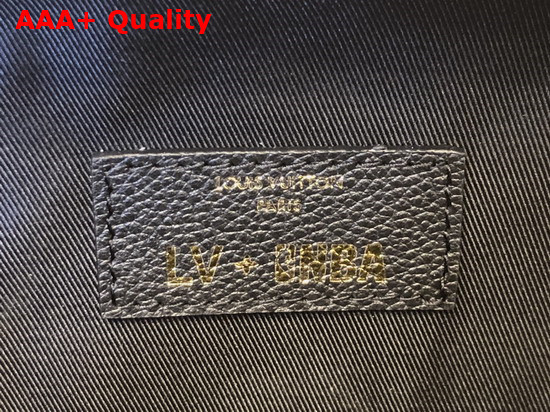 AAA+ Quality
LOUIS VUITTON
PARIS
LV + NBA